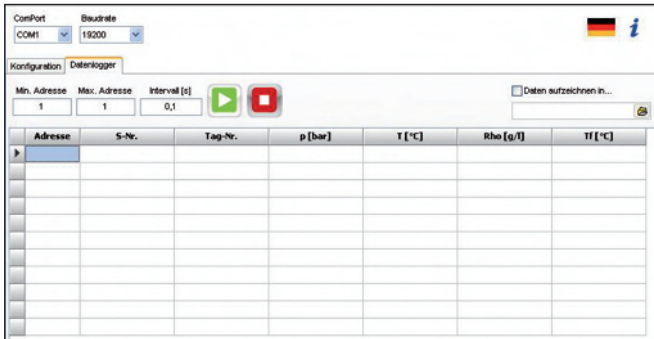 ComPort Baudrate
COM1 19200
i
Konfiguration Datenlogger
Min. Adresse Max. Adresse Intervall [s]
1 1 0,1
Daten aufzeichnen in...
Adresse S-Nr. Tag-Nr. p [bar] T [°C] Rho [g/l] Tf [°C]